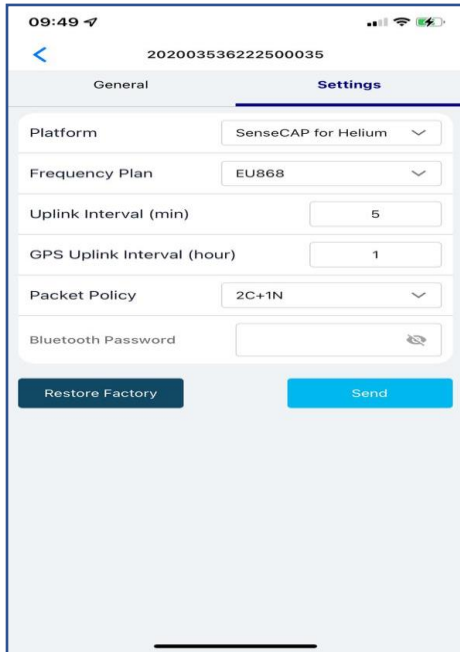 09:49
202003536222500035
General Settings
Platform SenseCAP for Helium
Frequency Plan EU868
Uplink Interval (min) 5
GPS Uplink Interval (hour) 1
Packet Policy 2C+1N
Bluetooth Password
Restore Factory Send